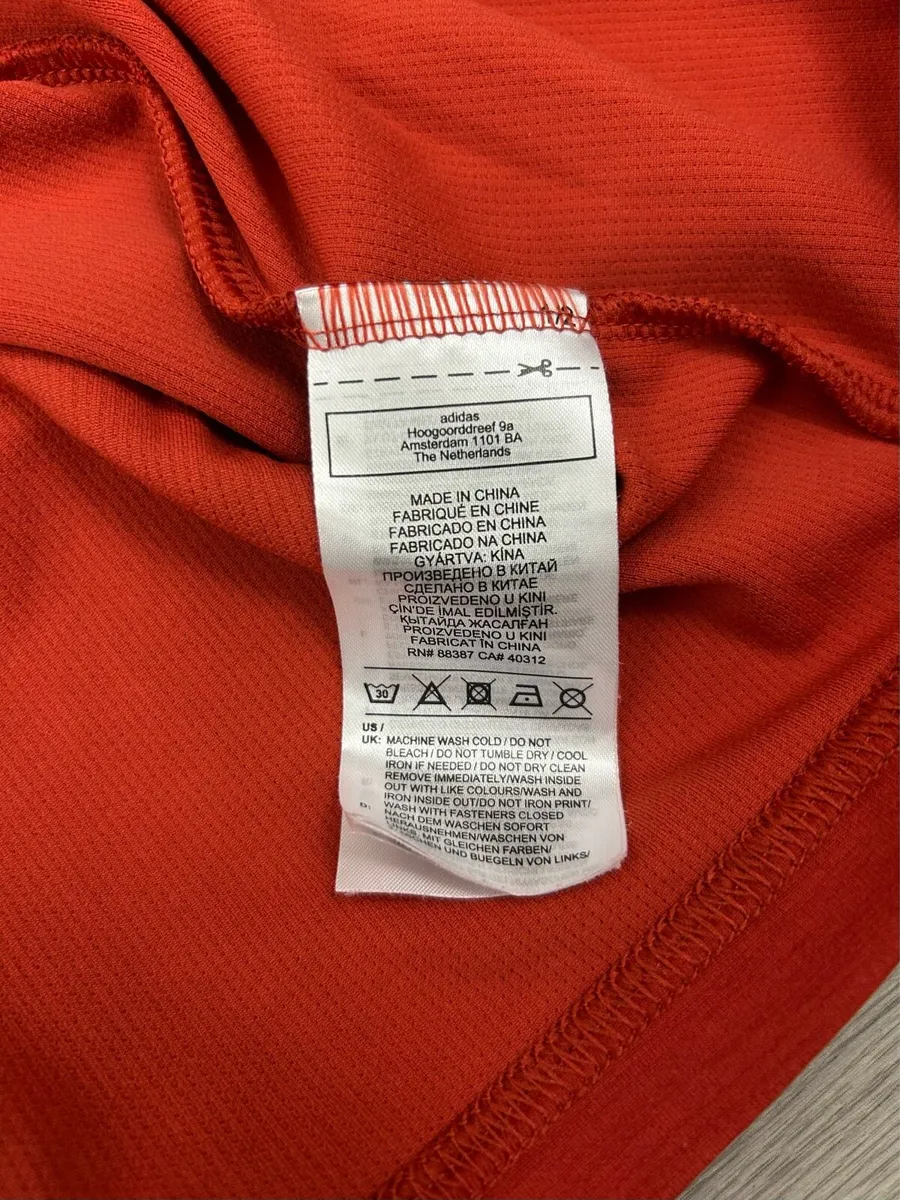 1/2
adidas
Hoogoorddreef 9a
Amsterdam 1101 BA
The Netherlands
MADE IN CHINA
FABRIQUÉ EN CHINE
FABRICADO EN CHINA
FABRICADO NA CHINA
GYÁRTVA: KÍNA
ПРОИЗВЕДЕНО В КИТАЙ
СДЕЛАНО В КИТАЕ
PROIZVEDENO U KINI
ÇİN'DE İMAL EDİLMİŞTİR.
ҚЫТАЙДА ЖАСАЛҒАН
PROIZVEDENO U KINI
FABRICAT ÎN CHINA
RN# 88387 CA# 40312
30
US /
UK: MACHINE WASH COLD / DO NOT
BLEACH / DO NOT TUMBLE DRY / COOL
IRON IF NEEDED / DO NOT DRY CLEAN
REMOVE IMMEDIATELY/WASH INSIDE
OUT WITH LIKE COLOURS/WASH AND
IRON INSIDE OUT/DO NOT IRON PRINT/
WASH WITH FASTENERS CLOSED
D: NACH DEM WASCHEN SOFORT
HERAUSNEHMEN/WASCHEN VON
LINKS, MIT GLEICHEN FARBEN/
WASCHEN UND BUEGELN VON LINKS/